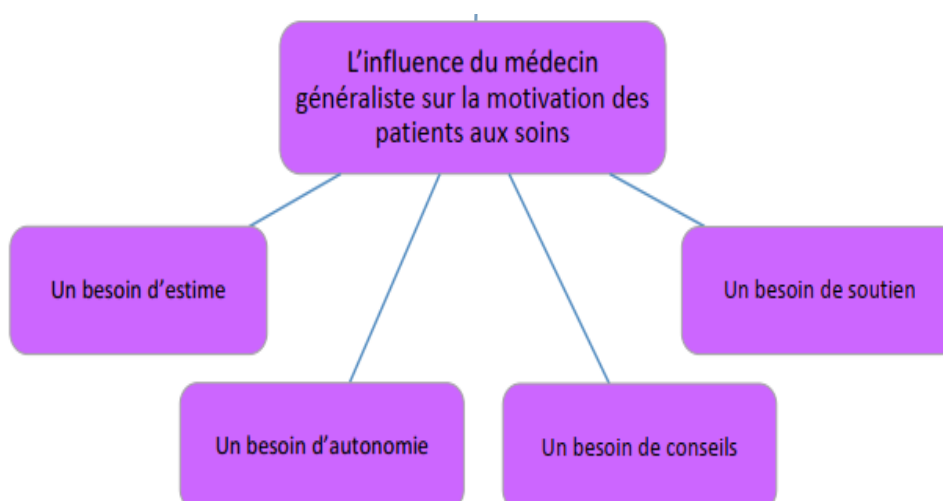 L’influence du médecin
généraliste sur la motivation des
patients aux soins
Un besoin d’estime
Un besoin de soutien
Un besoin d’autonomie
Un besoin de conseils